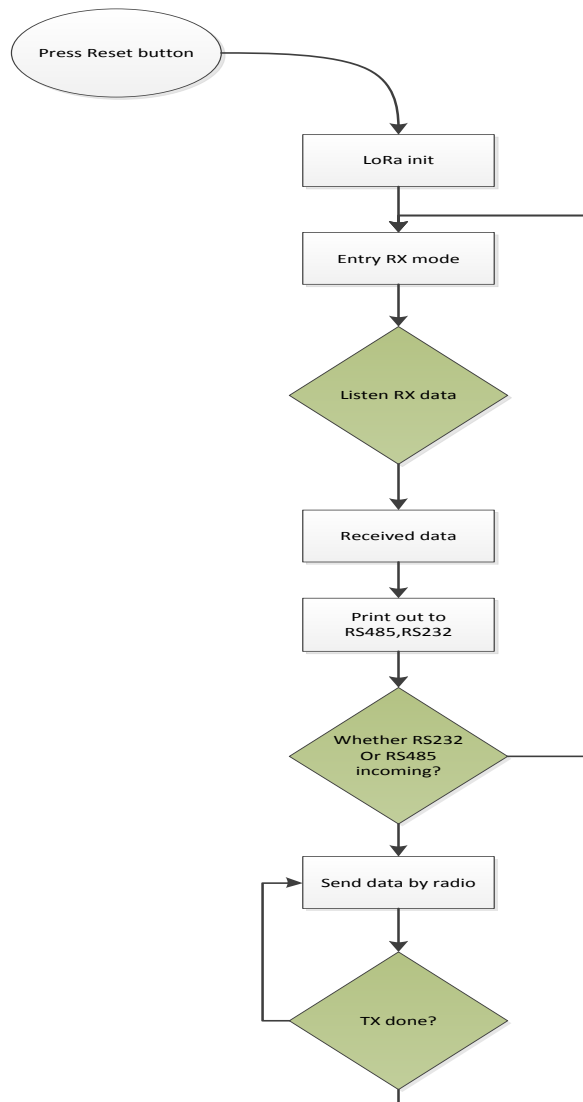 Press Reset button
LoRa init
Entry RX mode
Listen RX data
Received data
Print out to
RS485,RS232
Whether RS232
Or RS485
incoming?
Send data by radio
TX done?